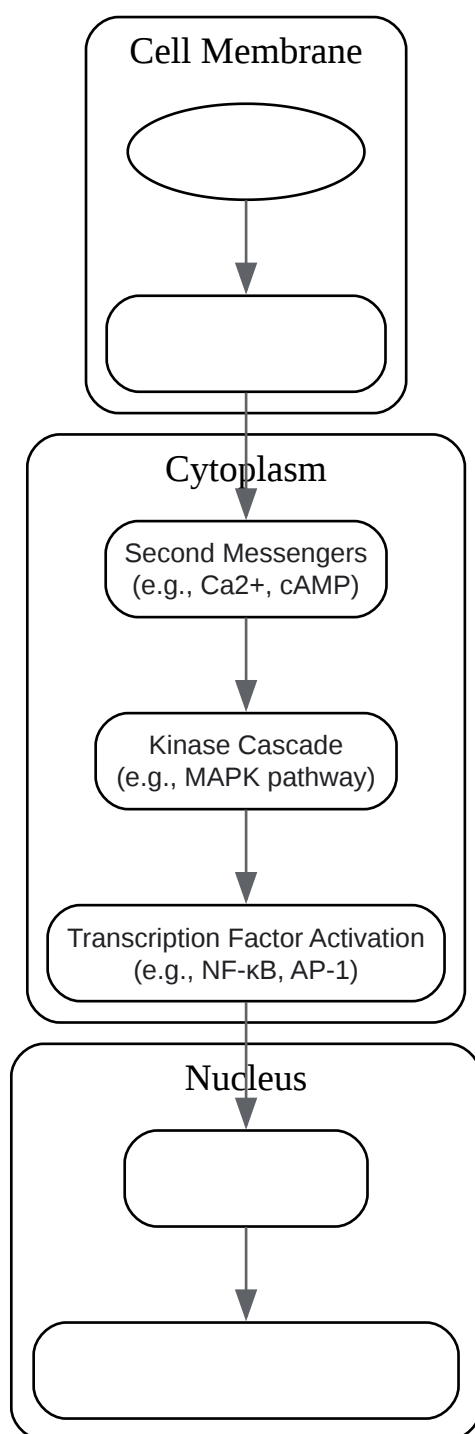 Cell Membrane
Cytoplasm
Second Messengers
(e.g., Ca2+, cAMP)
Kinase Cascade
(e.g., MAPK pathway)
Transcription Factor Activation
(e.g., NF-κB, AP-1)
Nucleus